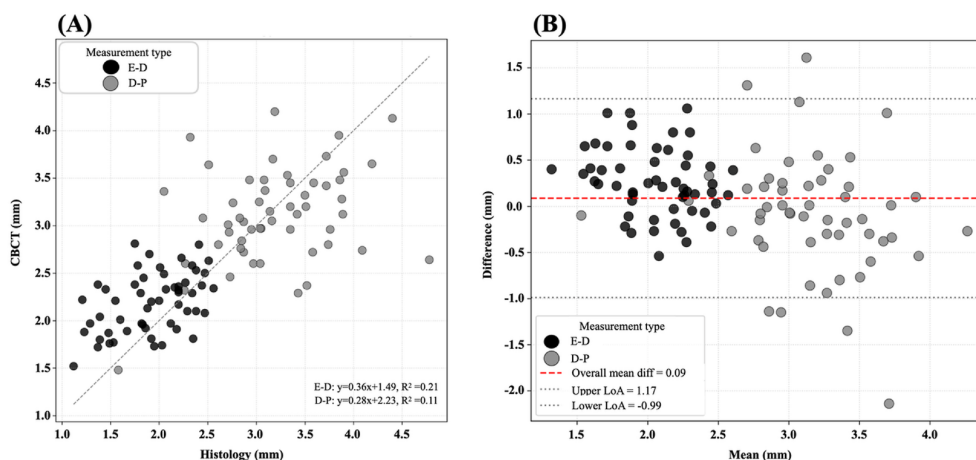 (A)
Measurement type
E-D
D-P
4.5
4.0
3.5
3.0
2.5
2.0
1.5
1.0
CBCT (mm)
E-D: y=0.36x+1.49, R² =0.21
D-P: y=0.28x+2.23, R² =0.11
1.0 1.5 2.0 2.5 3.0 3.5 4.0 4.5
Histology (mm)
(B)
1.5
1.0
0.5
0.0
-0.5
-1.0
-1.5
-2.0
Difference (mm)
Measurement type
E-D
D-P
Overall mean diff = 0.09
Upper LoA = 1.17
Lower LoA = -0.99
1.5 2.0 2.5 3.0 3.5 4.0
Mean (mm)